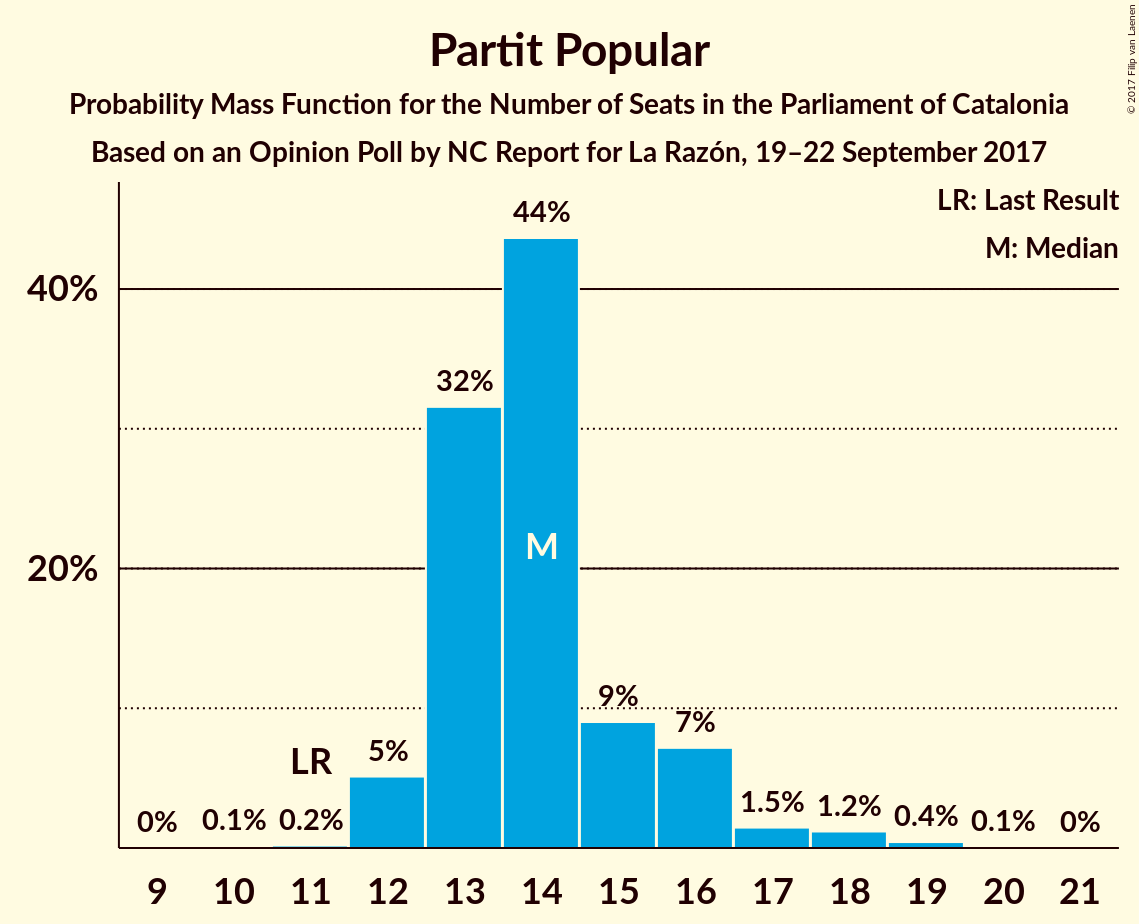 Partit Popular
Probability Mass Function for the Number of Seats in the Parliament of Catalonia
Based on an Opinion Poll by NC Report for La Razón, 19–22 September 2017
© 2017 Filip van Laenen
LR: Last Result
M: Median
40%
20%
0%
0.1%
0.2%
LR
5%
32%
44%
M
9%
7%
1.5%
1.2%
0.4%
0.1%
0%
9 10 11 12 13 14 15 16 17 18 19 20 21